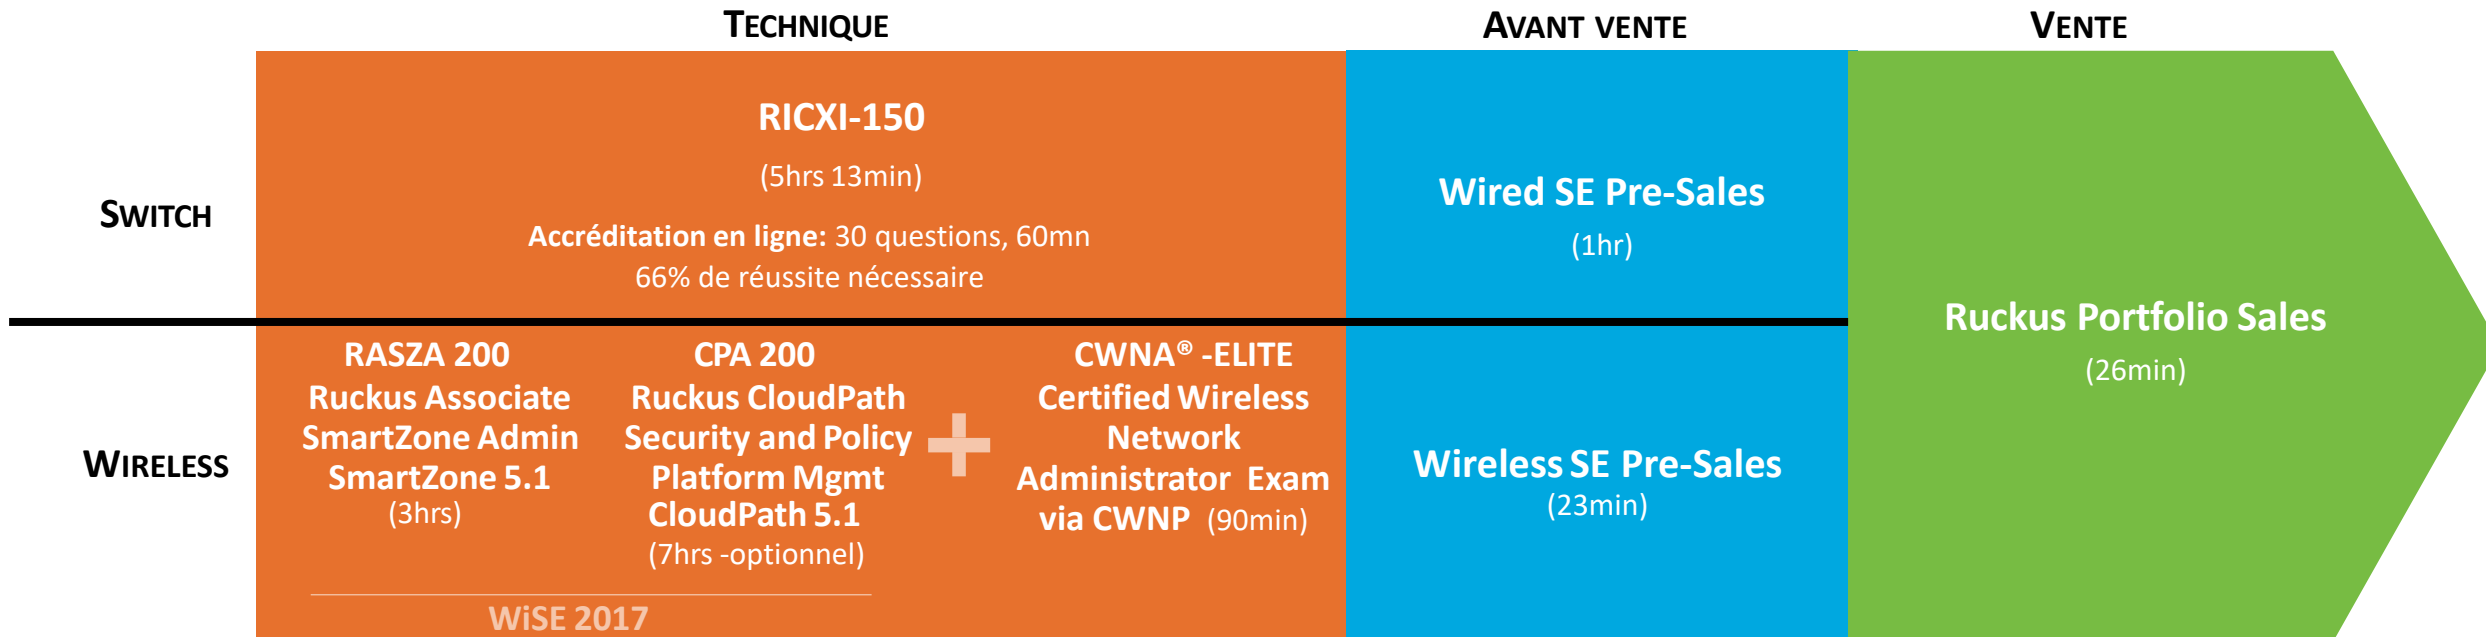 TECHNIQUE
AVANT VENTE
VENTE
SWITCH
RICXI-150
(5hrs 13min)
Accréditation en ligne: 30 questions, 60mn
66% de réussite nécessaire
Wired SE Pre-Sales
(1hr)
Ruckus Portfolio Sales
(26min)
WIRELESS
RASZA 200
Ruckus Associate
SmartZone Admin
SmartZone 5.1
(3hrs)
CPA 200
Ruckus CloudPath
Security and Policy
Platform Mgmt
CloudPath 5.1
(7hrs -optionnel)
WiSE 2017
+
CWNA® -ELITE
Certified Wireless
Network
Administrator Exam
via CWNP (90min)
Wireless SE Pre-Sales
(23min)